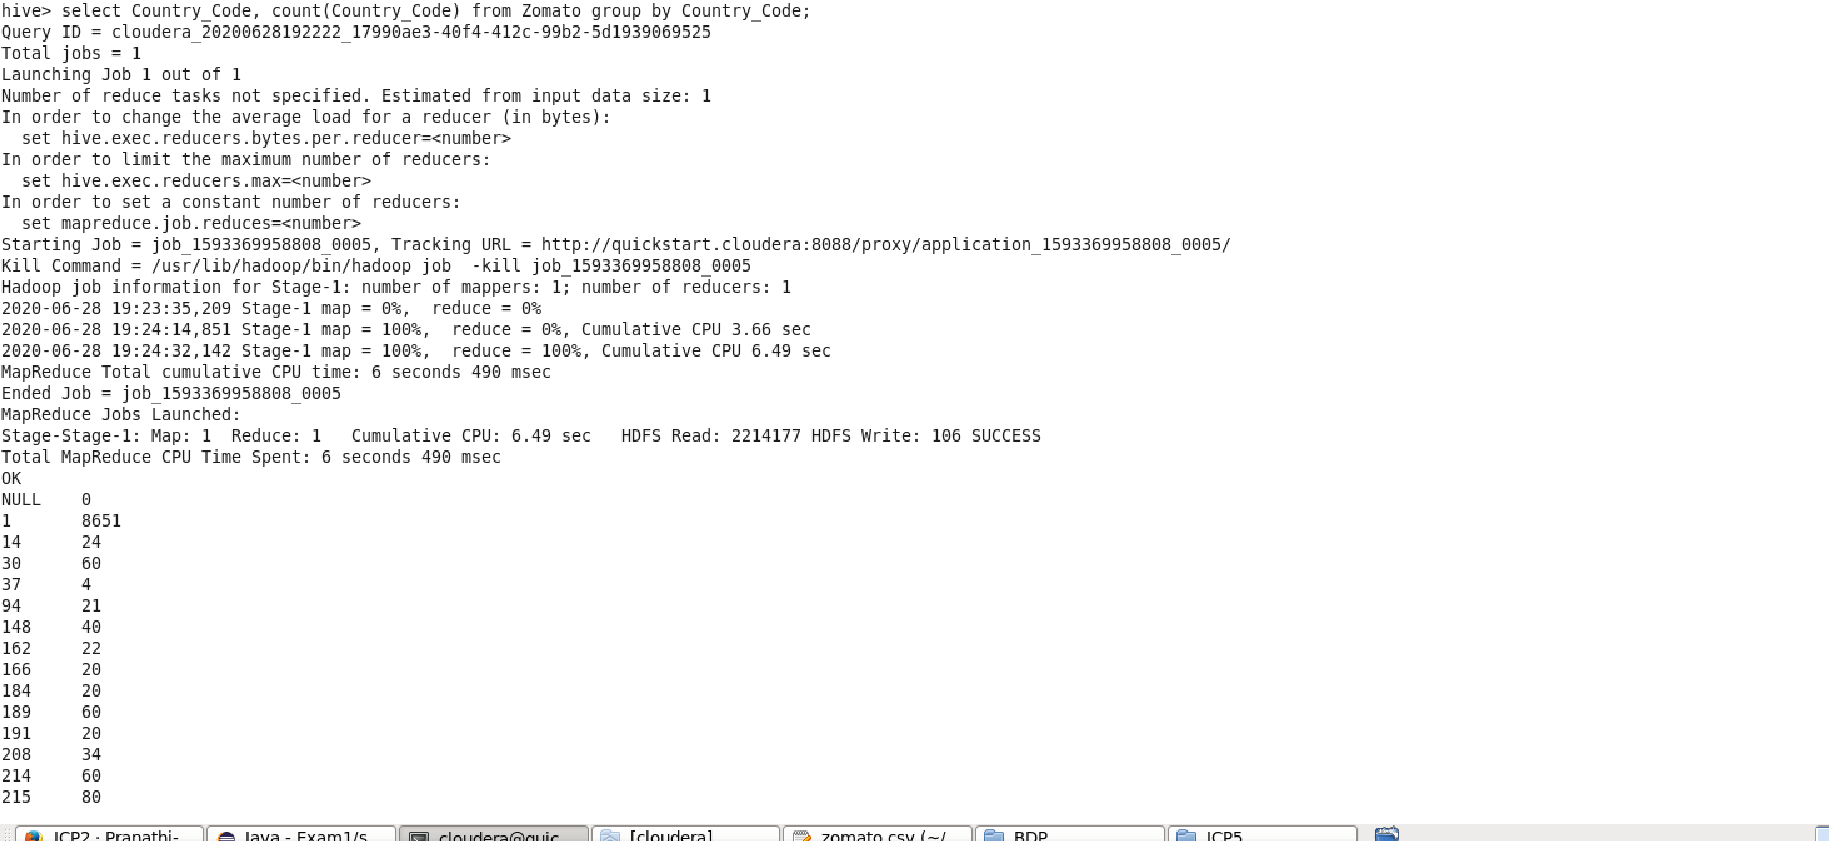 hive> select Country_Code, count(Country_Code) from Zomato group by Country_Code;
Query ID = cloudera_20200628192222_17990ae3-40f4-412c-99b2-5d1939069525
Total jobs = 1
Launching Job 1 out of 1
Number of reduce tasks not specified. Estimated from input data size: 1
In order to change the average load for a reducer (in bytes):
  set hive.exec.reducers.bytes.per.reducer=<number>
In order to limit the maximum number of reducers:
  set hive.exec.reducers.max=<number>
In order to set a constant number of reducers:
  set mapreduce.job.reduces=<number>
Starting Job = job_1593369958808_0005, Tracking URL = http://quickstart.cloudera:8088/proxy/application_1593369958808_0005/
Kill Command = /usr/lib/hadoop/bin/hadoop job  -kill job_1593369958808_0005
Hadoop job information for Stage-1: number of mappers: 1; number of reducers: 1
2020-06-28 19:23:35,209 Stage-1 map = 0%,  reduce = 0%
2020-06-28 19:24:14,851 Stage-1 map = 100%,  reduce = 0%, Cumulative CPU 3.66 sec
2020-06-28 19:24:32,142 Stage-1 map = 100%,  reduce = 100%, Cumulative CPU 6.49 sec
MapReduce Total cumulative CPU time: 6 seconds 490 msec
Ended Job = job_1593369958808_0005
MapReduce Jobs Launched:
Stage-Stage-1: Map: 1  Reduce: 1   Cumulative CPU: 6.49 sec   HDFS Read: 2214177 HDFS Write: 106 SUCCESS
Total MapReduce CPU Time Spent: 6 seconds 490 msec
OK
NULL    0
1       8651
14      24
30      60
37      4
94      21
148     40
162     22
166     20
184     20
189     60
191     20
208     34
214     60
215     80
ICP2 · Pranathi- Java - Exam1/s cloudera@quic [cloudera] zomato.csv (~/ BDP ICP5